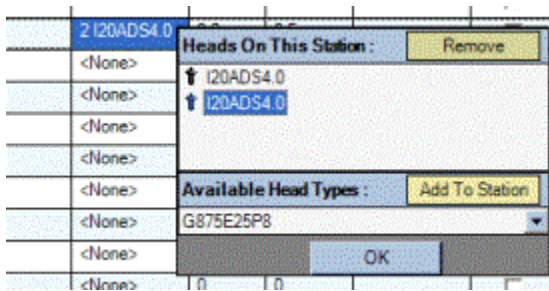 2 I20ADS4.0
Heads On This Station :
Remove
<None>
I20ADS4.0
<None>
I20ADS4.0
<None>
<None>
<None>
Available Head Types :
Add To Station
<None>
G875E25P8
<None>
OK
<None>
0
0